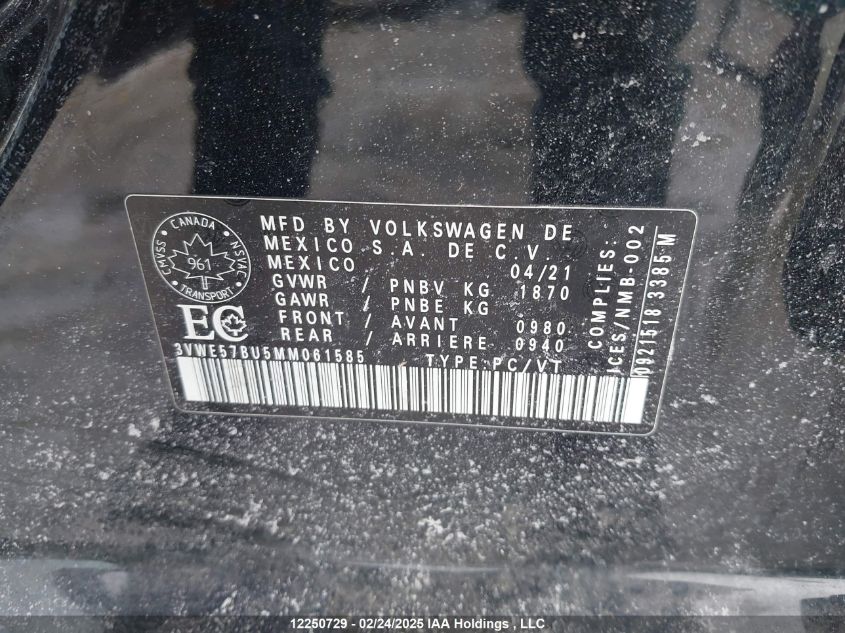 CMVSS CANADA NSVAC
961
TRANSPORT
EC
MFD BY VOLKSWAGEN DE
MEXICO S.A. DE C.V.
MEXICO 04/21
GVWR / PNBV KG 1870
GAWR / PNBE KG
FRONT / AVANT 0980
REAR / ARRIERE 0940
3VWE57BU5MM061585 TYPE:PC/VT
COMPLIES:
ICES/NMB-002
0921518 3385 M
12250729 - 02/24/2025 IAA Holdings , LLC